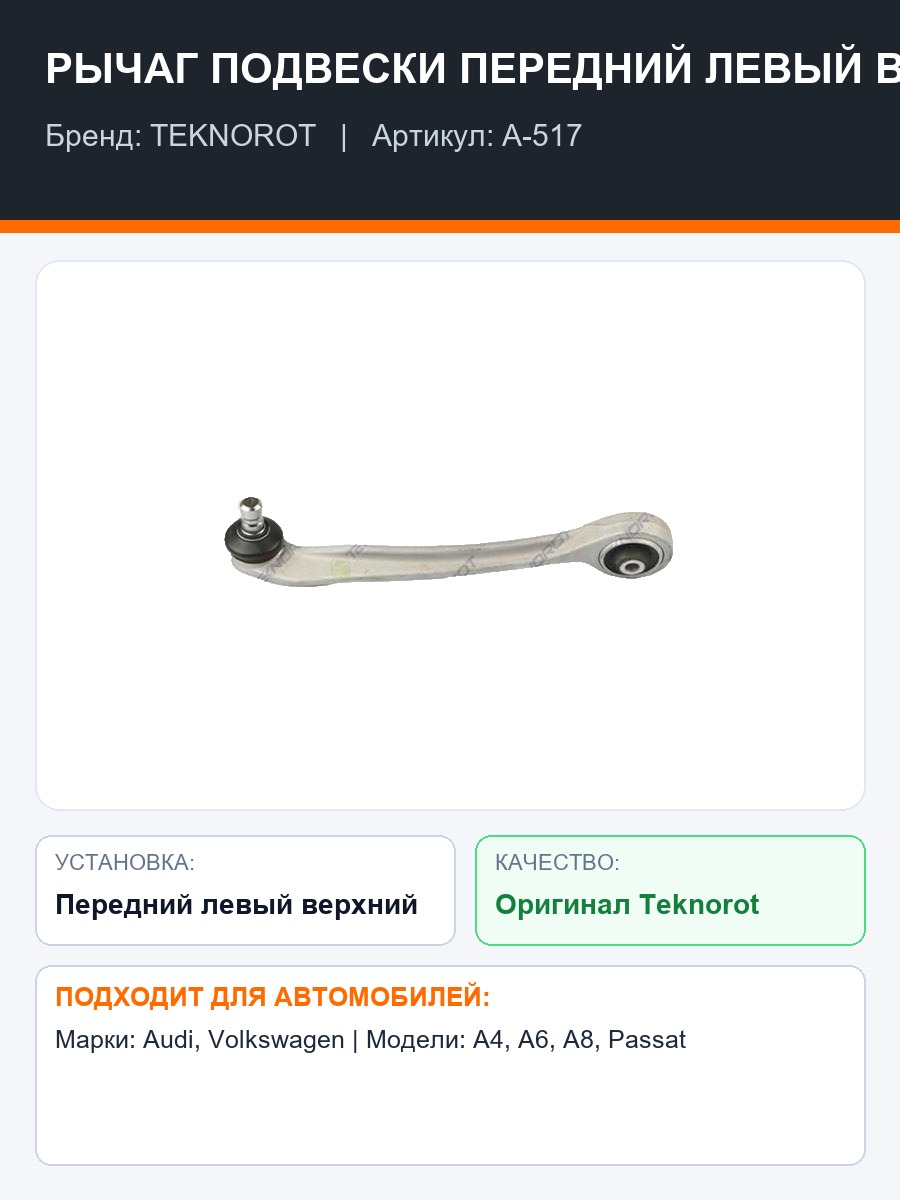 РЫЧАГ ПОДВЕСКИ ПЕРЕДНИЙ ЛЕВЫЙ В
Бренд: TEKNOROT | Артикул: A-517
УСТАНОВКА:
Передний левый верхний
КАЧЕСТВО:
Оригинал Teknorot
ПОДХОДИТ ДЛЯ АВТОМОБИЛЕЙ:
Марки: Audi, Volkswagen | Модели: A4, A6, A8, Passat